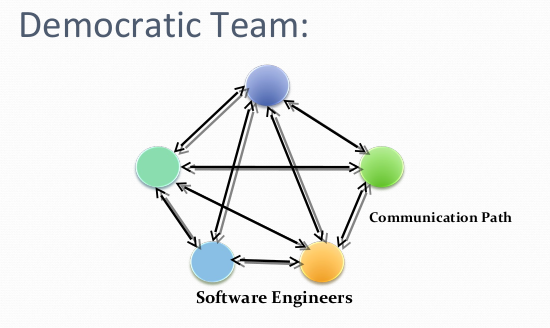 Democratic Team:
Communication Path
Software Engineers